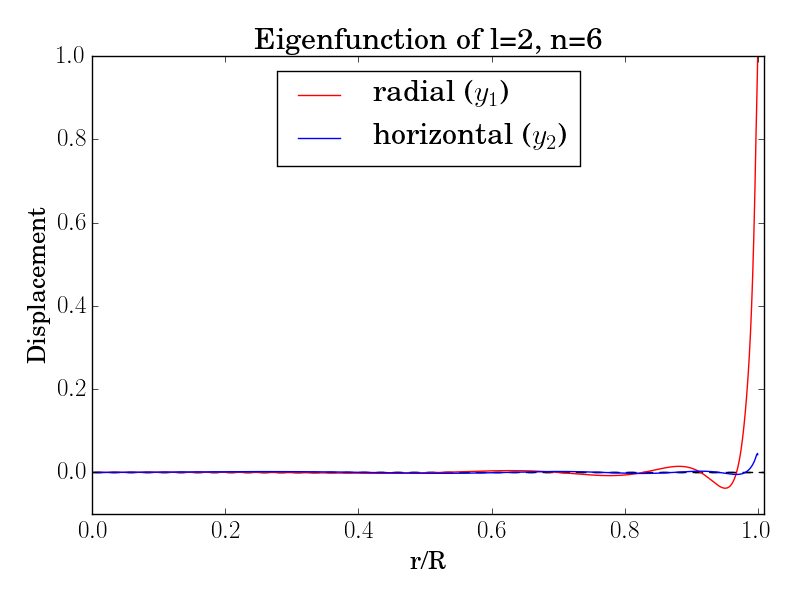 Eigenfunction of l=2, n=6
radial (y₁)
horizontal (y₂)
1.0
0.8
0.6
0.4
0.2
0.0
Displacement
0.0 0.2 0.4 0.6 0.8 1.0
r/R